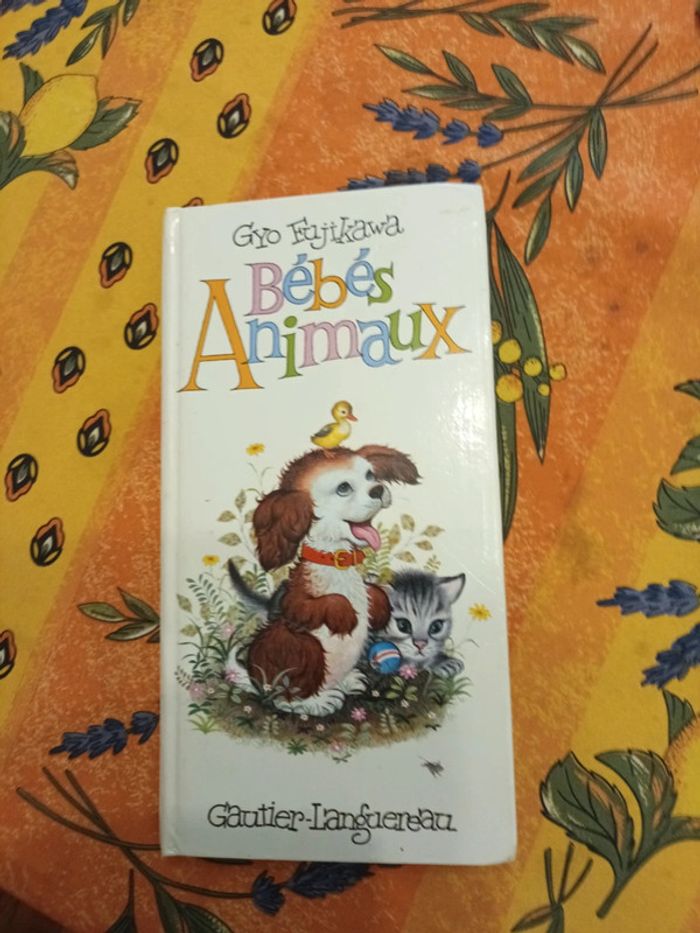 Gyo Fujikawa
Bébés
Animaux
Gautier-Languereau